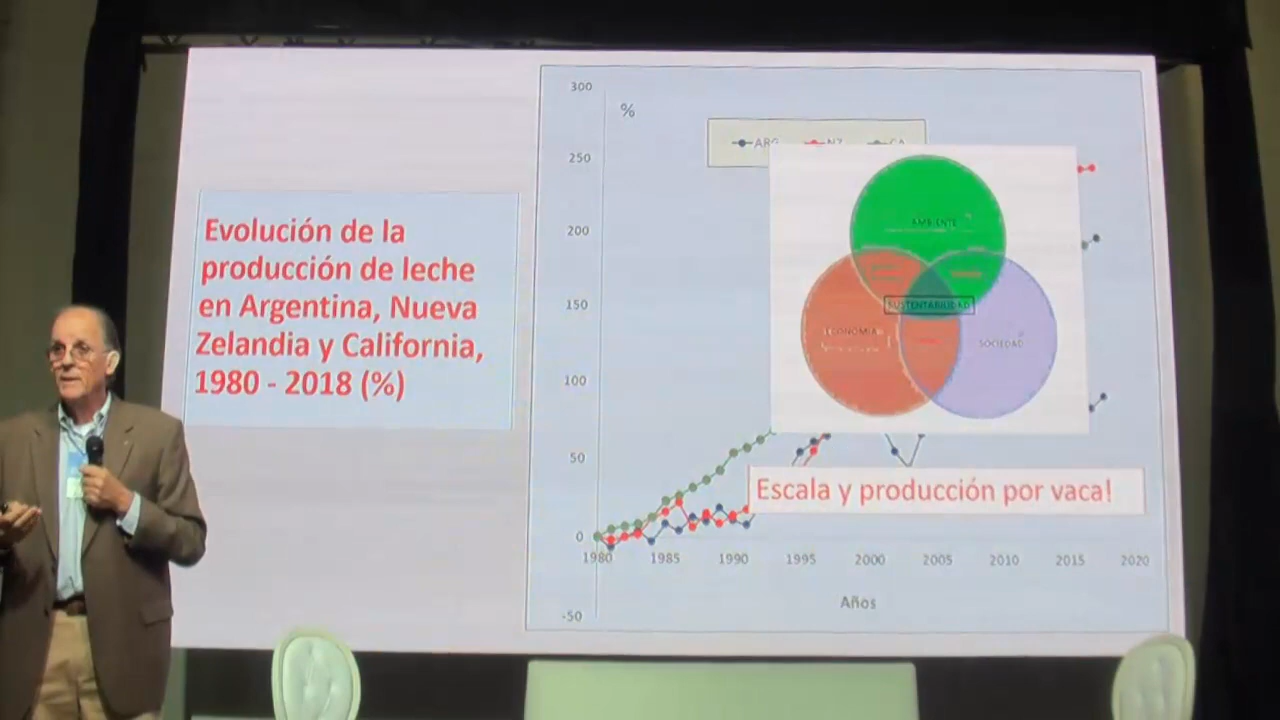 Evolución de la
producción de leche
en Argentina, Nueva
Zelandia y California,
1980 - 2018 (%)
300
%
250
200
150
100
50
0
-50
ARG NZ CA
AMBIENTE
SUSTENTABILIDAD
ECONOMIA
SOCIEDAD
Escala y producción por vaca!
1980 1985 1990 1995 2000 2005 2010 2015 2020
Años